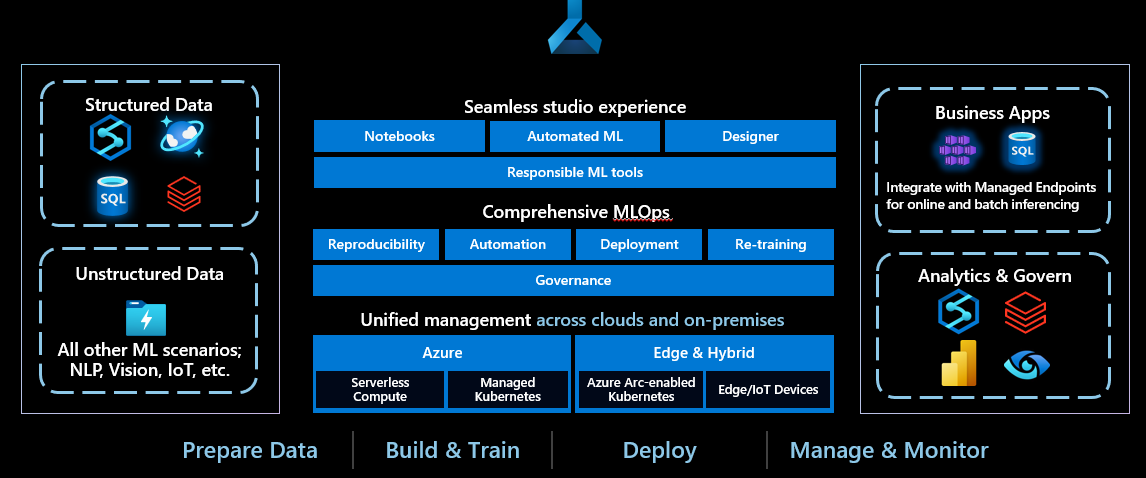 Structured Data
SQL
Unstructured Data
All other ML scenarios;
NLP, Vision, IoT, etc.
Seamless studio experience
Notebooks
Automated ML
Designer
Responsible ML tools
Comprehensive MLOps
Reproducibility
Automation
Deployment
Re-training
Governance
Unified management across clouds and on-premises
Azure
Edge & Hybrid
Serverless
Compute
Managed
Kubernetes
Azure Arc-enabled
Kubernetes
Edge/IoT Devices
Business Apps
SQL
Integrate with Managed Endpoints
for online and batch inferencing
Analytics & Govern
Prepare Data
Build & Train
Deploy
Manage & Monitor